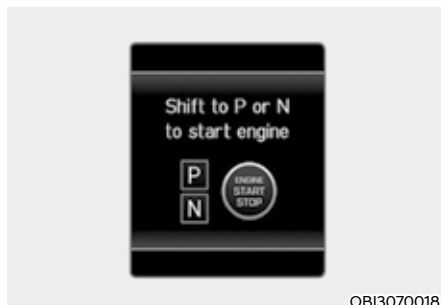 Shift to P or N
to start engine
P
N
ENGINE
START
STOP
OBI3070018